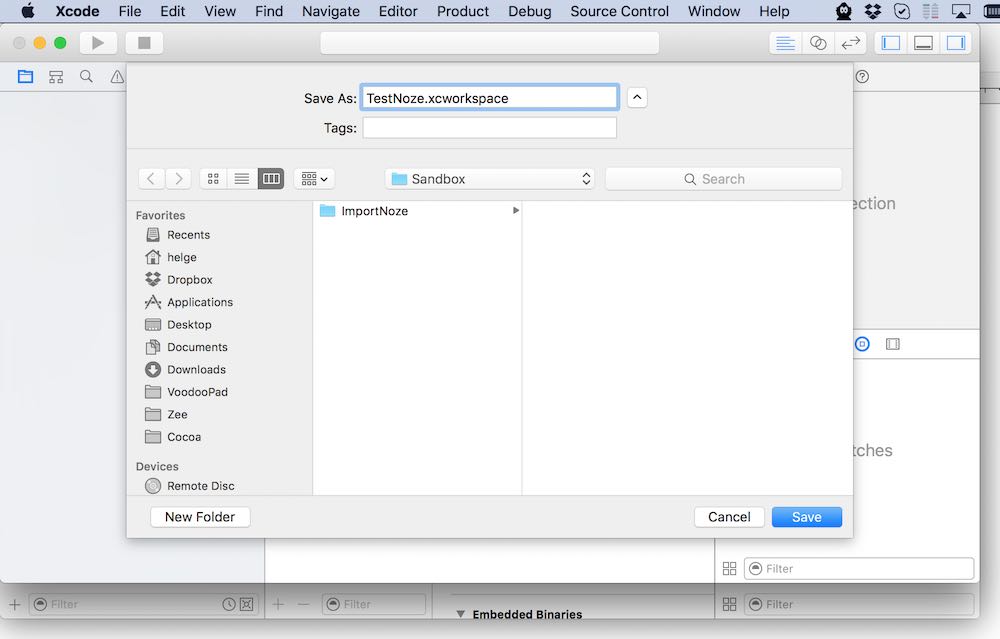 Xcode File Edit View Find Navigate Editor Product Debug Source Control Window Help
Save As: TestNoze.xcworkspace
Tags:
Sandbox
Search
Favorites
Recents
helge
Dropbox
Applications
Desktop
Documents
Downloads
VoodooPad
Zee
Cocoa
Devices
Remote Disc
ImportNoze
ection
tches
New Folder Cancel Save
Filter
Filter Filter Filter
Embedded Binaries